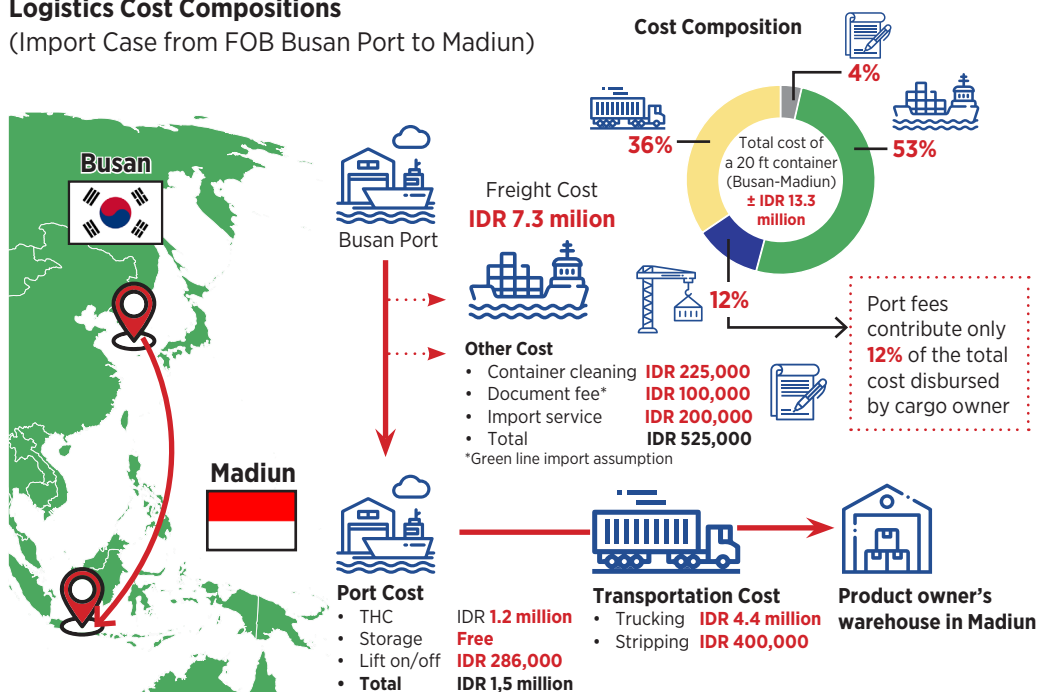 Logistics Cost Compositions
(Import Case from FOB Busan Port to Madiun)
Cost Composition
4%
53%
36%
12%
Total cost of
a 20 ft container
(Busan-Madiun)
± IDR 13.3
million
Port fees
contribute only
12% of the total
cost disbursed
by cargo owner
Busan
Busan Port
Freight Cost
IDR 7.3 milion
Other Cost
• Container cleaning IDR 225,000
• Document fee* IDR 100,000
• Import service IDR 200,000
• Total IDR 525,000
*Green line import assumption
Madiun
Port Cost
• THC IDR 1.2 million
• Storage Free
• Lift on/off IDR 286,000
• Total IDR 1,5 million
Transportation Cost
• Trucking IDR 4.4 million
• Stripping IDR 400,000
Product owner's
warehouse in Madiun